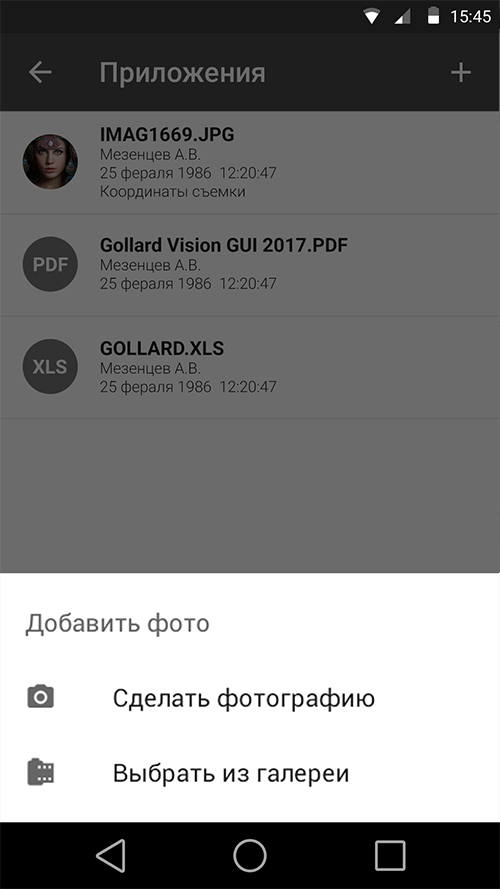 15:45
Приложения
IMAG1669.JPG
Мезенцев А.В.
25 фераля 1986 12:20:47
Координаты съемки
PDF
Gollard Vision GUI 2017.PDF
Мезенцев А.В.
25 фераля 1986 12:20:47
XLS
GOLLARD.XLS
Мезенцев А.В.
25 фераля 1986 12:20:47
Добавить фото
Сделать фотографию
Выбрать из галереи